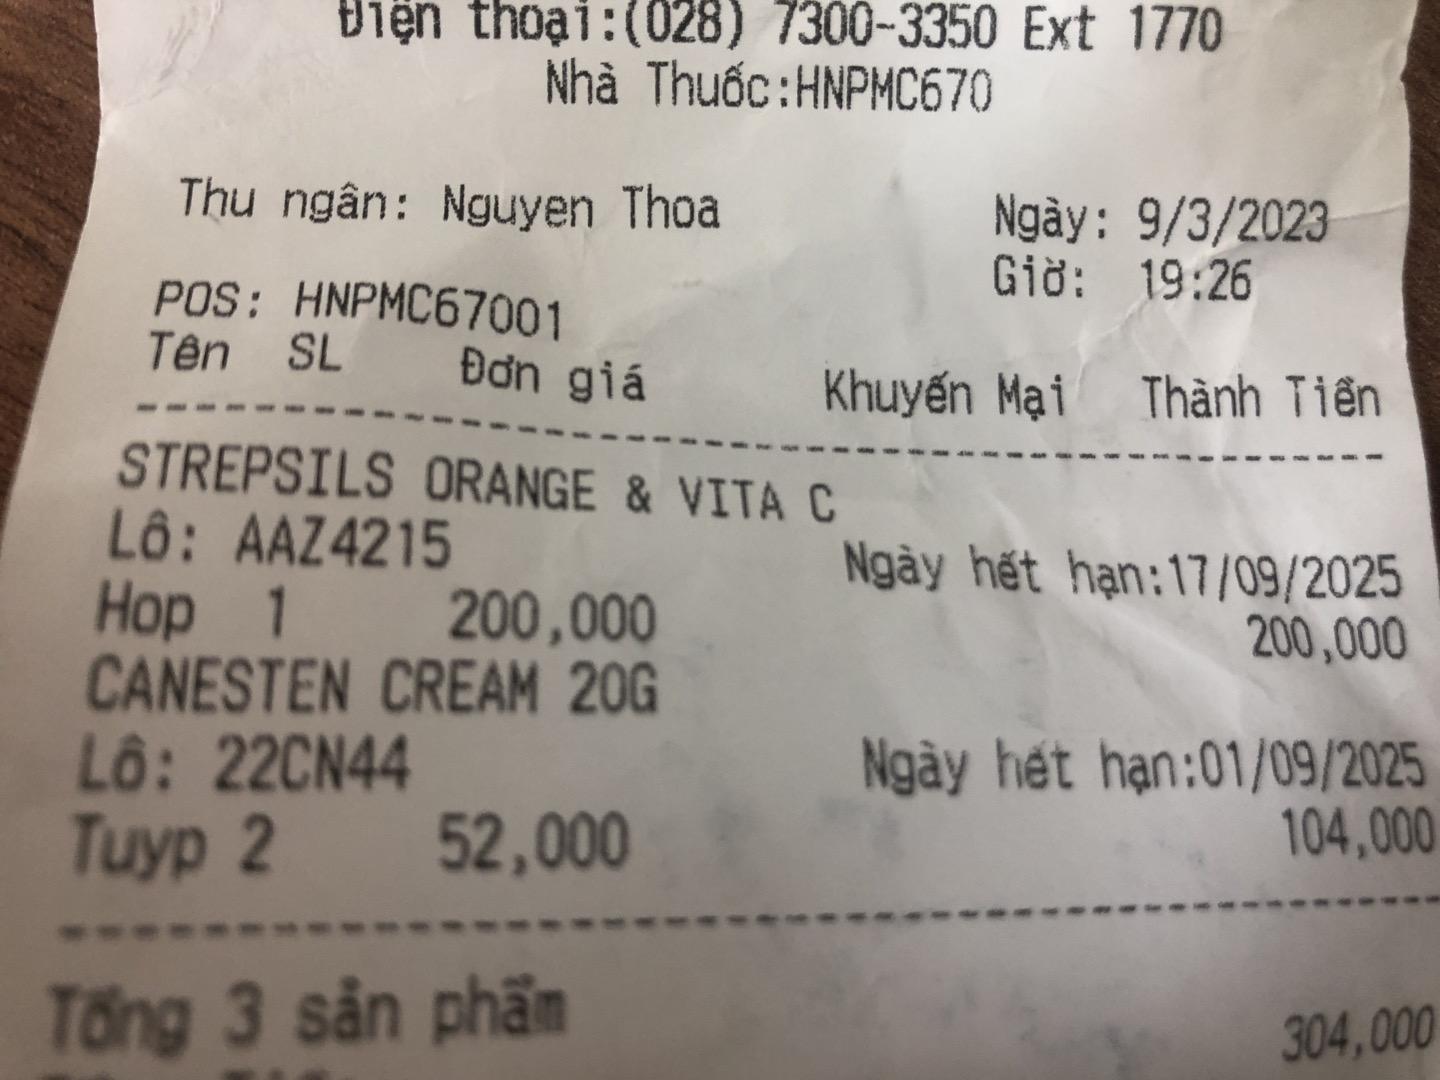 Điện thoại:(028) 7300-3350 Ext 1770
Nhà Thuốc:HNPMC670
Thu ngân: Nguyen Thoa Ngày: 9/3/2023
Giờ: 19:26
POS: HNPMC67001
Tên SL Đơn giá Khuyến Mại Thành Tiền
STREPSILS ORANGE & VITA C
Lô: AAZ4215 Ngày hết hạn:17/09/2025
Hop 1 200,000 200,000
CANESTEN CREAM 20G
Lô: 22CN44 Ngày hết hạn:01/09/2025
Tuyp 2 52,000 104,000
Tổng 3 sản phẩm 304,000